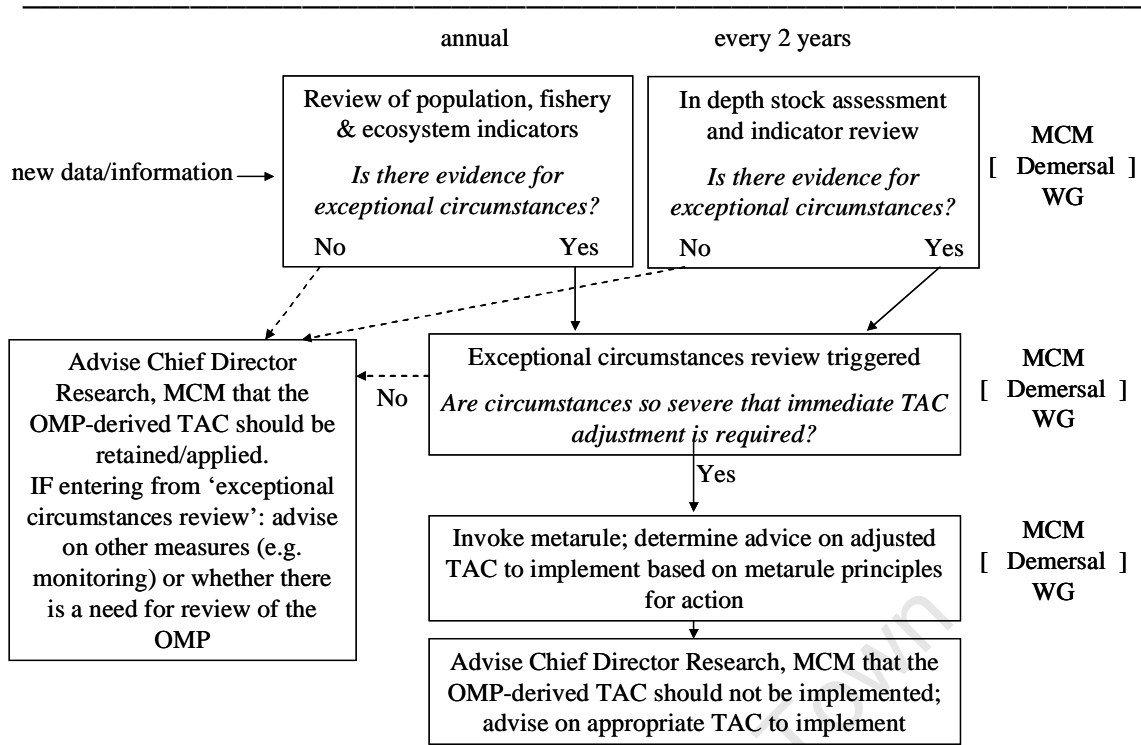 annual
every 2 years
new data/information
Review of population, fishery
& ecosystem indicators
Is there evidence for
exceptional circumstances?
No
Yes
In depth stock assessment
and indicator review
Is there evidence for
exceptional circumstances?
No
Yes
MCM
[ Demersal ]
WG
Advise Chief Director
Research, MCM that the
OMP-derived TAC should be
retained/applied.
IF entering from ‘exceptional
circumstances review’: advise
on other measures (e.g.
monitoring) or whether there
is a need for review of the
OMP
No
Exceptional circumstances review triggered
Are circumstances so severe that immediate TAC
adjustment is required?
Yes
MCM
[ Demersal ]
WG
Invoke metarule; determine advice on adjusted
TAC to implement based on metarule principles
for action
MCM
[ Demersal ]
WG
Advise Chief Director Research, MCM that the
OMP-derived TAC should not be implemented;
advise on appropriate TAC to implement
Town